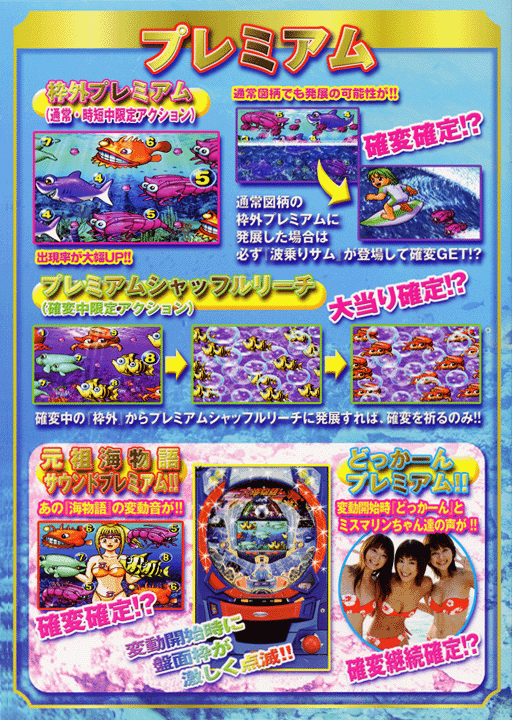 プレミアム
枠外プレミアム
(通常・時短中限定アクション)
7
6
4
5
4
4
5
出現率が大幅UP!!
通常図柄でも発展の可能性が!!
確変確定!?
通常図柄の
枠外プレミアムに
発展した場合は
必ず『波乗りサム』が登場して確変GET!?
プレミアムシャッフルリーチ
(確変中限定アクション)
大当り確定!?
8
確変中の『枠外』からプレミアムシャッフルリーチに発展すれば、確変を祈るのみ!!
元祖海物語
サウンドプレミアム!!
あの『海物語』の変動音が!!
6
5
8
6
確変確定!?
変動開始時に
盤面枠が
激しく点滅!!
どっかーん
プレミアム!!
変動開始時『どっかーん』と
ミスマリンちゃん達の声が!!
確変継続確定!?